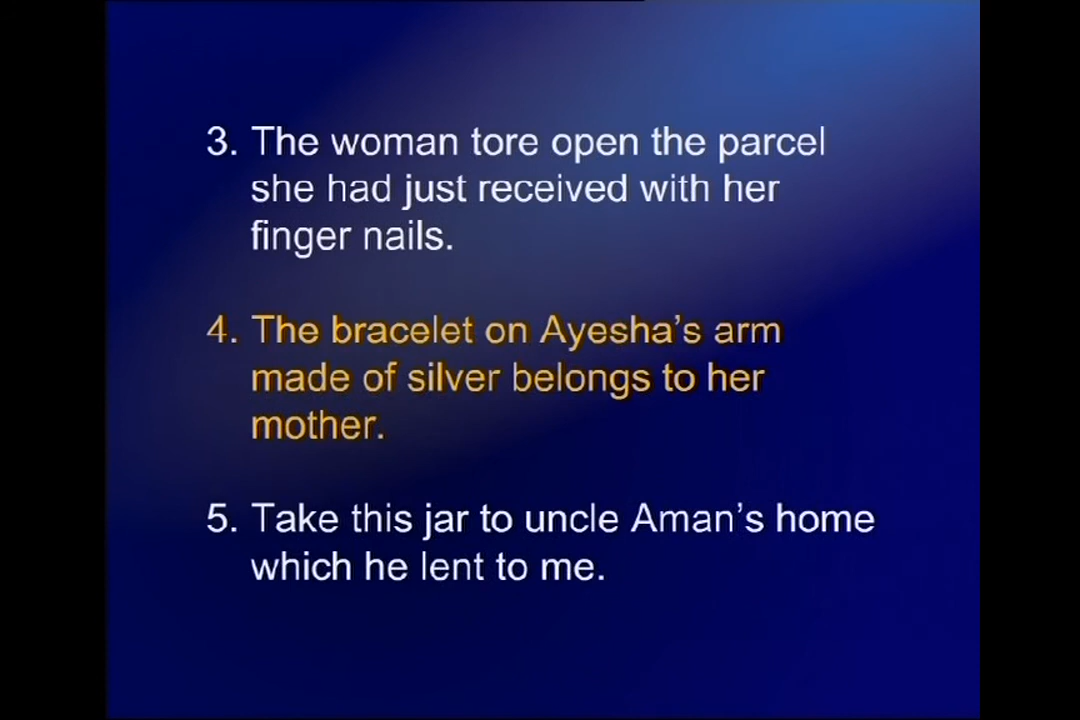 3. The woman tore open the parcel
she had just received with her
finger nails.
4. The bracelet on Ayesha’s arm
made of silver belongs to her
mother.
5. Take this jar to uncle Aman’s home
which he lent to me.